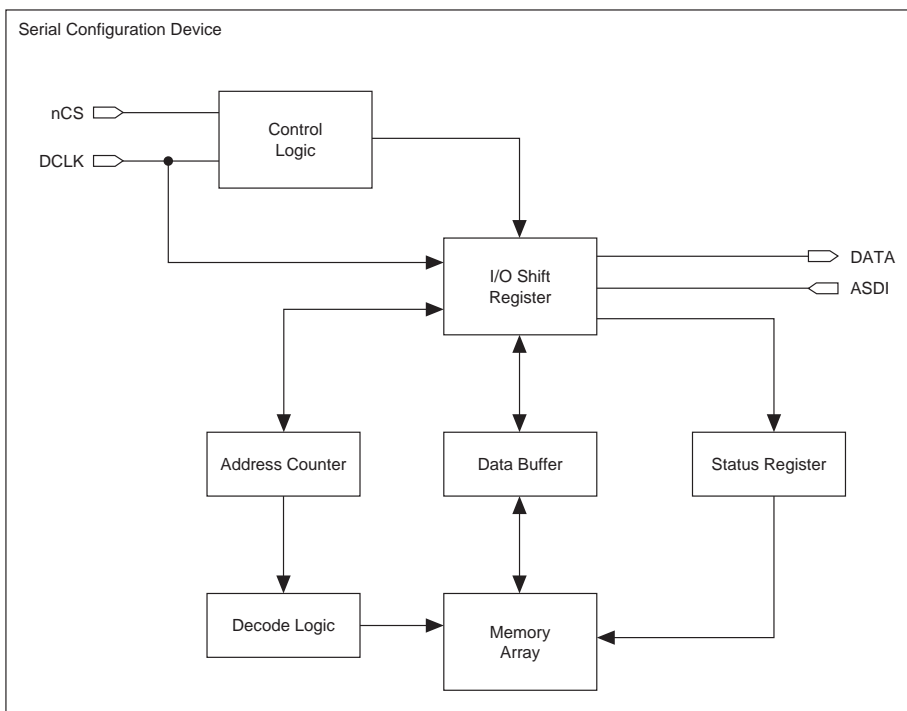 Serial Configuration Device
nCS
DCLK
Control
Logic
I/O Shift
Register
DATA
ASDI
Address Counter
Data Buffer
Status Register
Decode Logic
Memory
Array